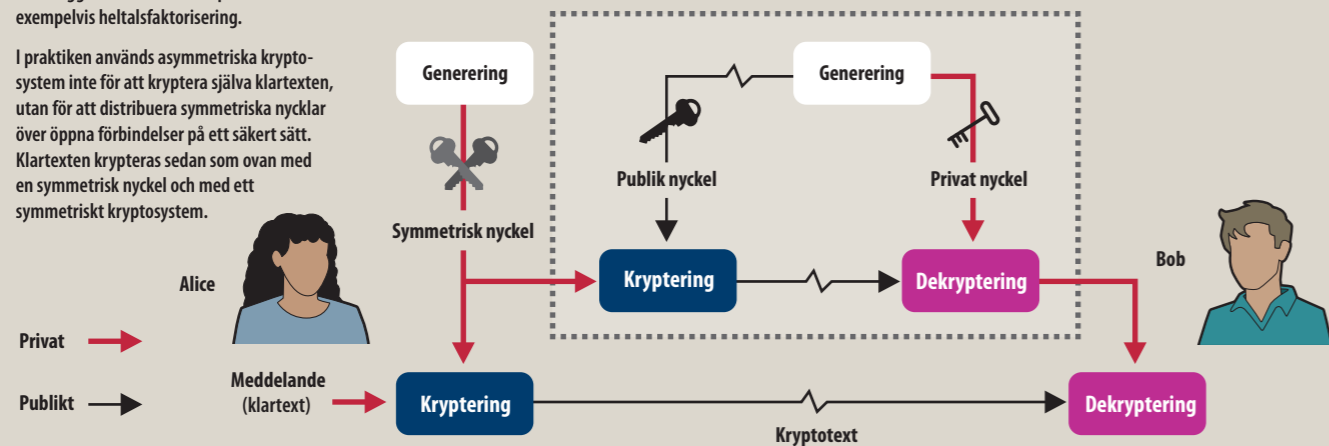 exempelvis heltalsfaktorisering.
I praktiken används asymmetriska krypto-
system inte för att kryptera själva klartexten,
utan för att distribuera symmetriska nycklar
över öppna förbindelser på ett säkert sätt.
Klartexten krypteras sedan som ovan med
en symmetrisk nyckel och med ett
symmetriskt kryptosystem.
Generering
Generering
Publik nyckel
Privat nyckel
Symmetrisk nyckel
Alice
Kryptering
Dekryptering
Bob
Privat
Publikt
Meddelande
(klartext)
Kryptering
Dekryptering
Kryptotext